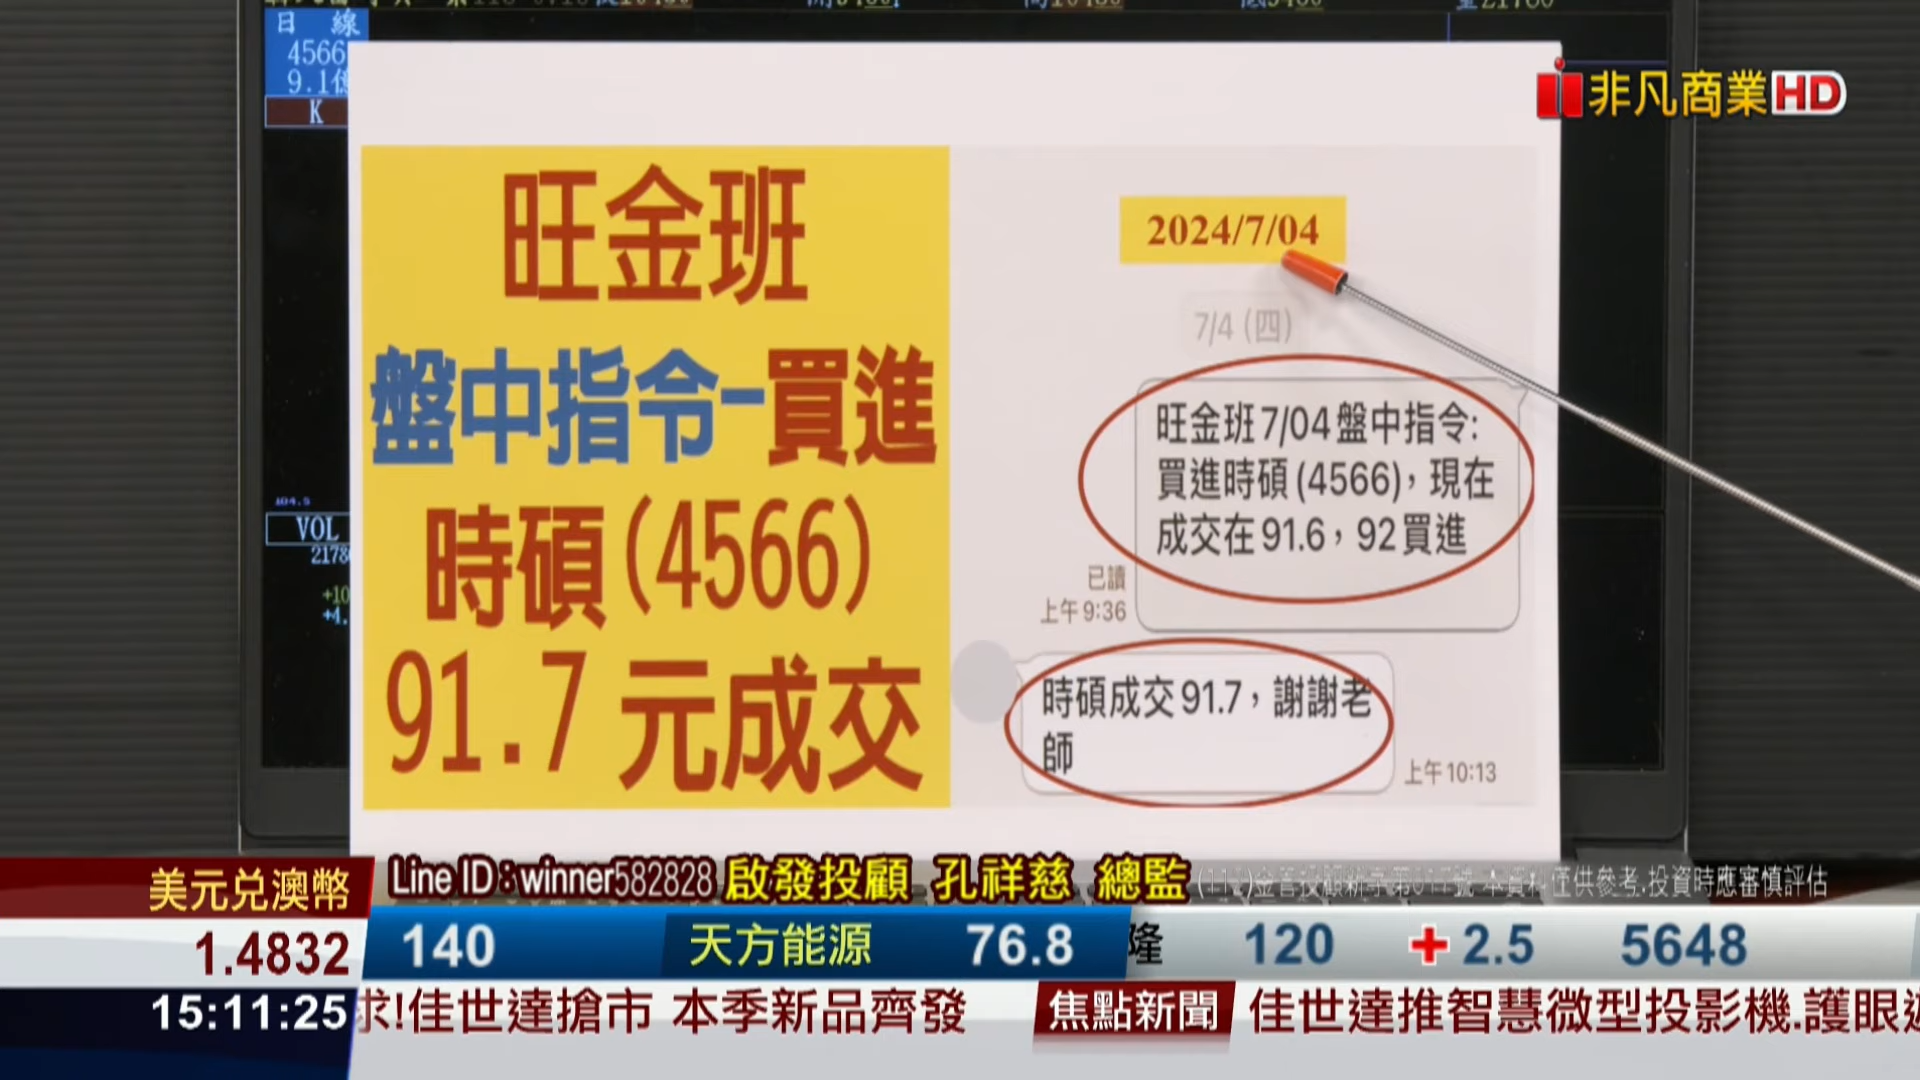 日 線
4566
9.1億
K
非凡商業HD
旺金班
盤中指令-買進
時碩(4566)
91.7元成交
2024/7/04
7/4 (四)
旺金班7/04盤中指令:
買進時碩(4566)，現在
成交在91.6，92買進
已讀
上午9:36
時碩成交91.7，謝謝老
師
上午10:13
VOL
2178
+10
+4.
美元兌澳幣
1.4832
15:11:25
Line ID:winner582828 啟發投顧 孔祥慈 總監
本資料僅供參考.投資時應審慎評估
140 天方能源 76.8 隆 120 +2.5 5648
求!佳世達搶市 本季新品齊發 焦點新聞 佳世達推智慧微型投影機.護眼